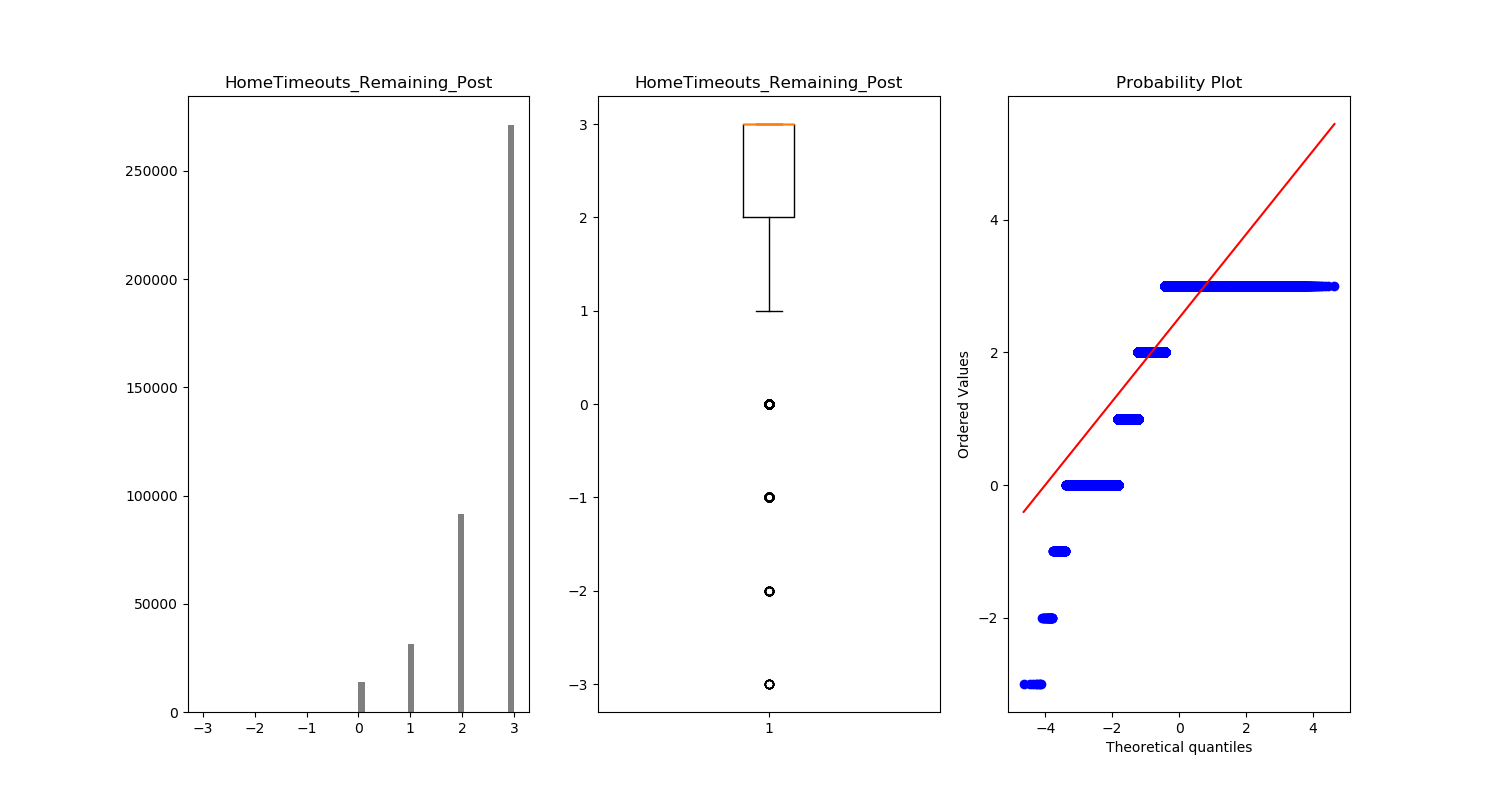 HomeTimeouts_Remaining_Post
250000
200000
150000
100000
50000
0
−3 −2 −1 0 1 2 3
HomeTimeouts_Remaining_Post
3
2
1
0
−1
−2
−3
1
Probability Plot
Ordered Values
4
2
0
−2
−4 −2 0 2 4
Theoretical quantiles